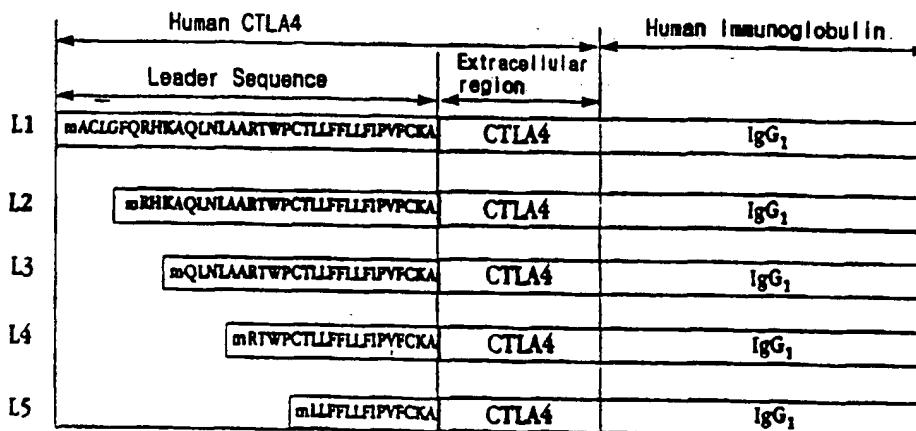 Human CTLA4 Human Immunoglobulin
Leader Sequence Extracellular region
L1 mACLGFQRHKAQLNLAARTWPCTLLFFLLFIPVFCKA CTLA4 IgG1
L2 mRHKAQLNLAARTWPCTLLFFLLFIPVFCKA CTLA4 IgG1
L3 mQLNLAARTWPCTLLFFLLFIPVFCKA CTLA4 IgG1
L4 mRTWPCTLLFFLLFIPVFCKA CTLA4 IgG1
L5 mLLFFLLFIPVFCKA CTLA4 IgG1